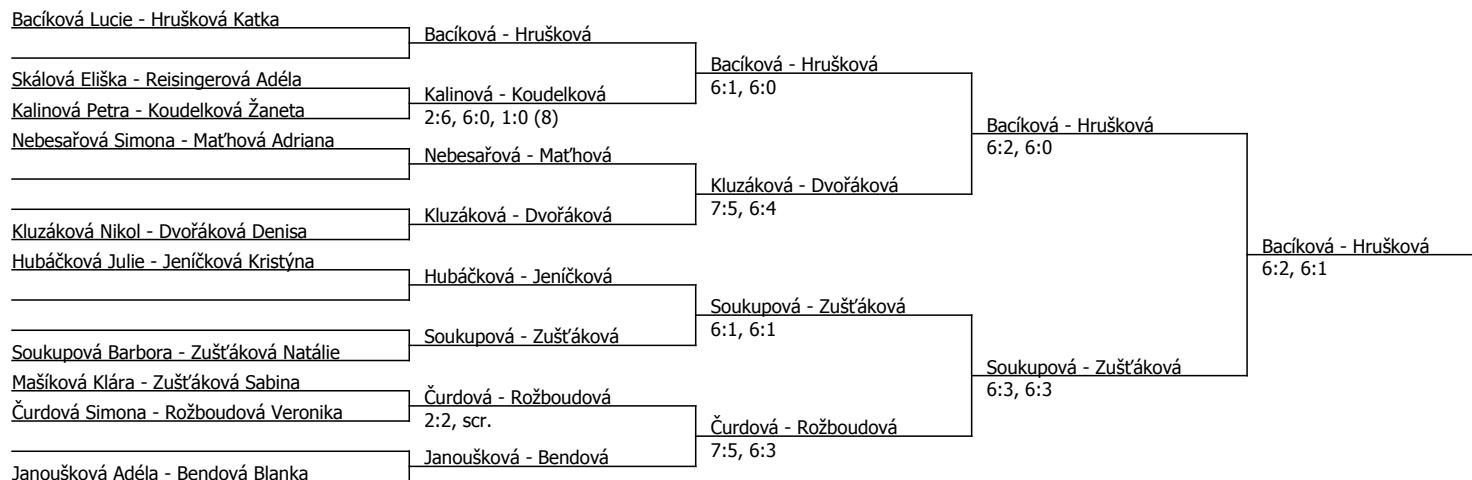 Bacíková Lucie - Hrušková Katka
Skálová Eliška - Reisingerová Adéla
Kalinová Petra - Koudelková Žaneta
Nebesařová Simona - Maťhová Adriana
Kluzáková Nikol - Dvořáková Denisa
Hubáčková Julie - Jeníčková Kristýna
Soukupová Barbora - Zušťáková Natálie
Mašíková Klára - Zušťáková Sabina
Čurdová Simona - Rožboudová Veronika
Janoušková Adéla - Bendová Blanka
Bacíková - Hrušková
Kalinová - Koudelková
2:6, 6:0, 1:0 (8)
Nebesařová - Maťhová
Kluzáková - Dvořáková
Hubáčková - Jeníčková
Soukupová - Zušťáková
Čurdová - Rožboudová
2:2, scr.
Janoušková - Bendová
Bacíková - Hrušková
6:1, 6:0
Kluzáková - Dvořáková
7:5, 6:4
Soukupová - Zušťáková
6:1, 6:1
Čurdová - Rožboudová
7:5, 6:3
Bacíková - Hrušková
6:2, 6:0
Soukupová - Zušťáková
6:3, 6:3
Bacíková - Hrušková
6:2, 6:1